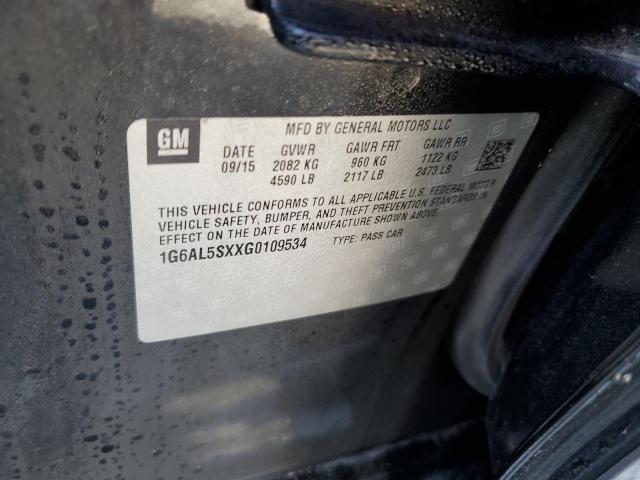 GM
MFD BY GENERAL MOTORS LLC
DATE GVWR GAWR FRT GAWR RR
09/15 2082 KG 960 KG 1122 KG
4590 LB 2117 LB 2473 LB
THIS VEHICLE CONFORMS TO ALL APPLICABLE U.S. FEDERAL MOTOR
VEHICLE SAFETY, BUMPER, AND THEFT PREVENTION STANDARDS IN
EFFECT ON THE DATE OF MANUFACTURE SHOWN ABOVE.
1G6AL5SXXG0109534 TYPE: PASS CAR